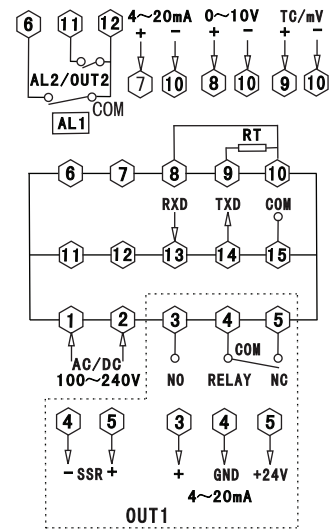 6 11 12 4～20mA 0～10V TC/mV
+ － + － + －
AL2/OUT2
7 10 8 10 9 10
COM
AL1
RT
6 7 8 9 10
RXD TXD COM
11 12 13 14 15
1 2 3 4 5
AC/DC
100～240V
COM
NO RELAY NC
4 5 3 4 5
－ SSR + + GND +24V
4～20mA
OUT1